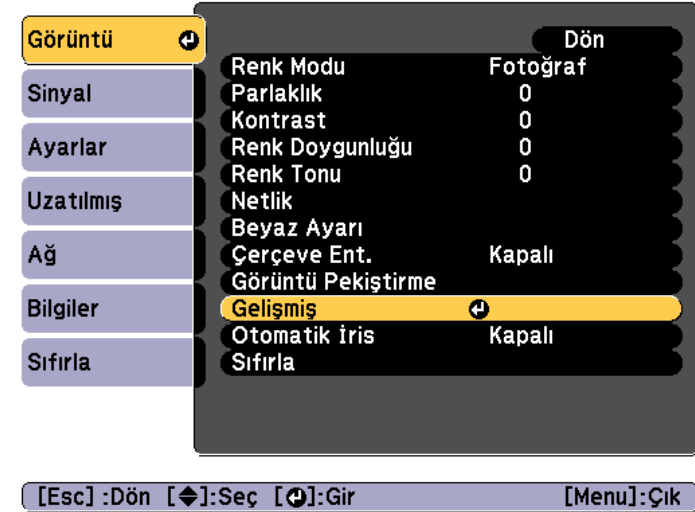 Görüntü
Sinyal
Ayarlar
Uzatılmış
Ağ
Bilgiler
Sıfırla
Dön
Renk Modu Fotoğraf
Parlaklık 0
Kontrast 0
Renk Doygunluğu 0
Renk Tonu 0
Netlik
Beyaz Ayarı
Çerçeve Ent. Kapalı
Görüntü Pekiştirme
Gelişmiş
Otomatik İris Kapalı
Sıfırla
[Esc] :Dön [◆]:Seç [↵]:Gir [Menu]:Çık